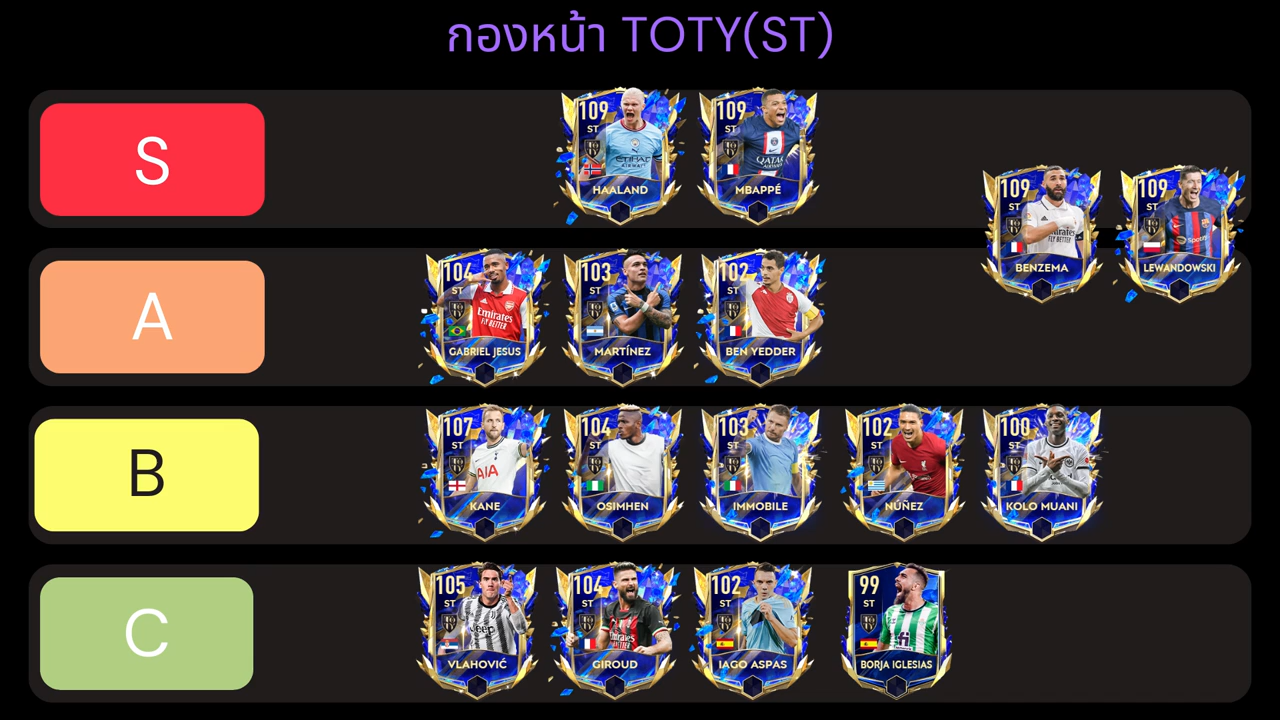 กองหน้า TOTY(ST)
S
109 ST HAALAND
109 ST MBAPPÉ
109 ST BENZEMA
109 ST LEWANDOWSKI
A
104 ST GABRIEL JESUS
103 ST MARTÍNEZ
102 ST BEN YEDDER
B
107 ST KANE
104 ST OSIMHEN
103 ST IMMOBILE
102 ST NÚÑEZ
100 ST KOLO MUANI
C
105 ST VLAHOVIĆ
104 ST GIROUD
102 ST IAGO ASPAS
99 ST BORJA IGLESIAS